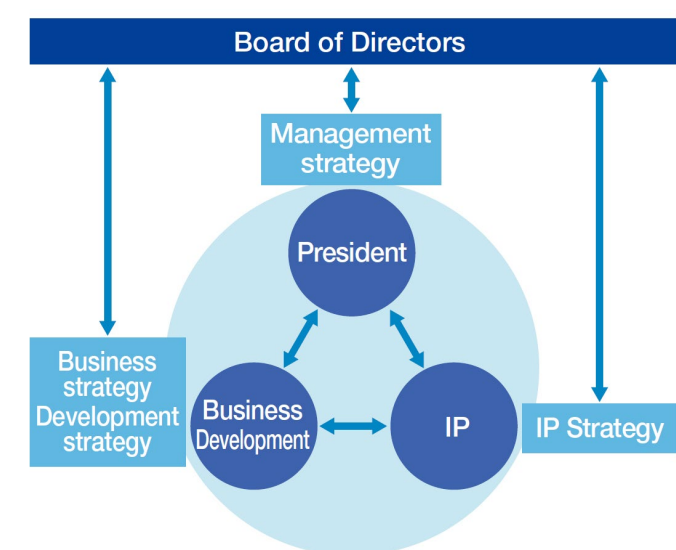 Board of Directors
Management
strategy
President
Business
strategy
Development
strategy
Business
Development
IP
IP Strategy